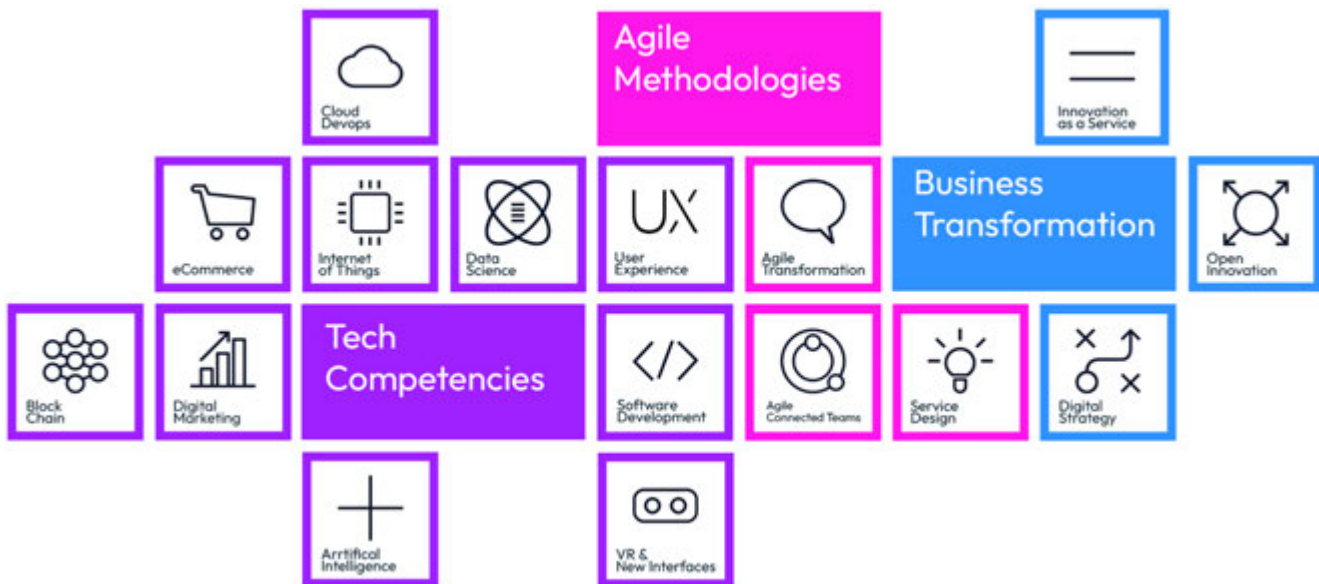 Cloud
Devops
Agile
Methodologies
Innovation
as a Service
eCommerce
Internet
of Things
Data
Science
UX
User
Experience
Agile
Transformation
Business
Transformation
Open
Innovation
Block
Chain
Digital
Marketing
Tech
Competencies
</>
Software
Development
Agile
Connected Teams
Service
Design
Digital
Strategy
Arrtifical
Intelligence
VR &
New Interfaces